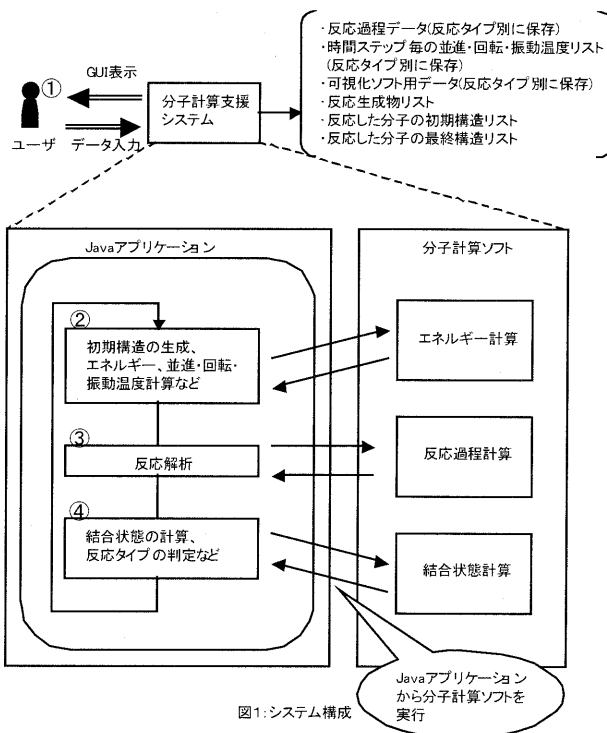 ①
GUI表示
ユーザ
データ入力
分子計算支援
システム
・反応過程データ(反応タイプ別に保存)
・時間ステップ毎の並進・回転・振動温度リスト
(反応タイプ別に保存)
・可視化ソフト用データ(反応タイプ別に保存)
・反応生成物リスト
・反応した分子の初期構造リスト
・反応した分子の最終構造リスト
Javaアプリケーション
②
初期構造の生成、
エネルギー、並進・回転・
振動温度計算など
③
反応解析
④
結合状態の計算、
反応タイプの判定など
分子計算ソフト
エネルギー計算
反応過程計算
結合状態計算
Javaアプリケーション
から分子計算ソフトを
実行
図1:システム構成